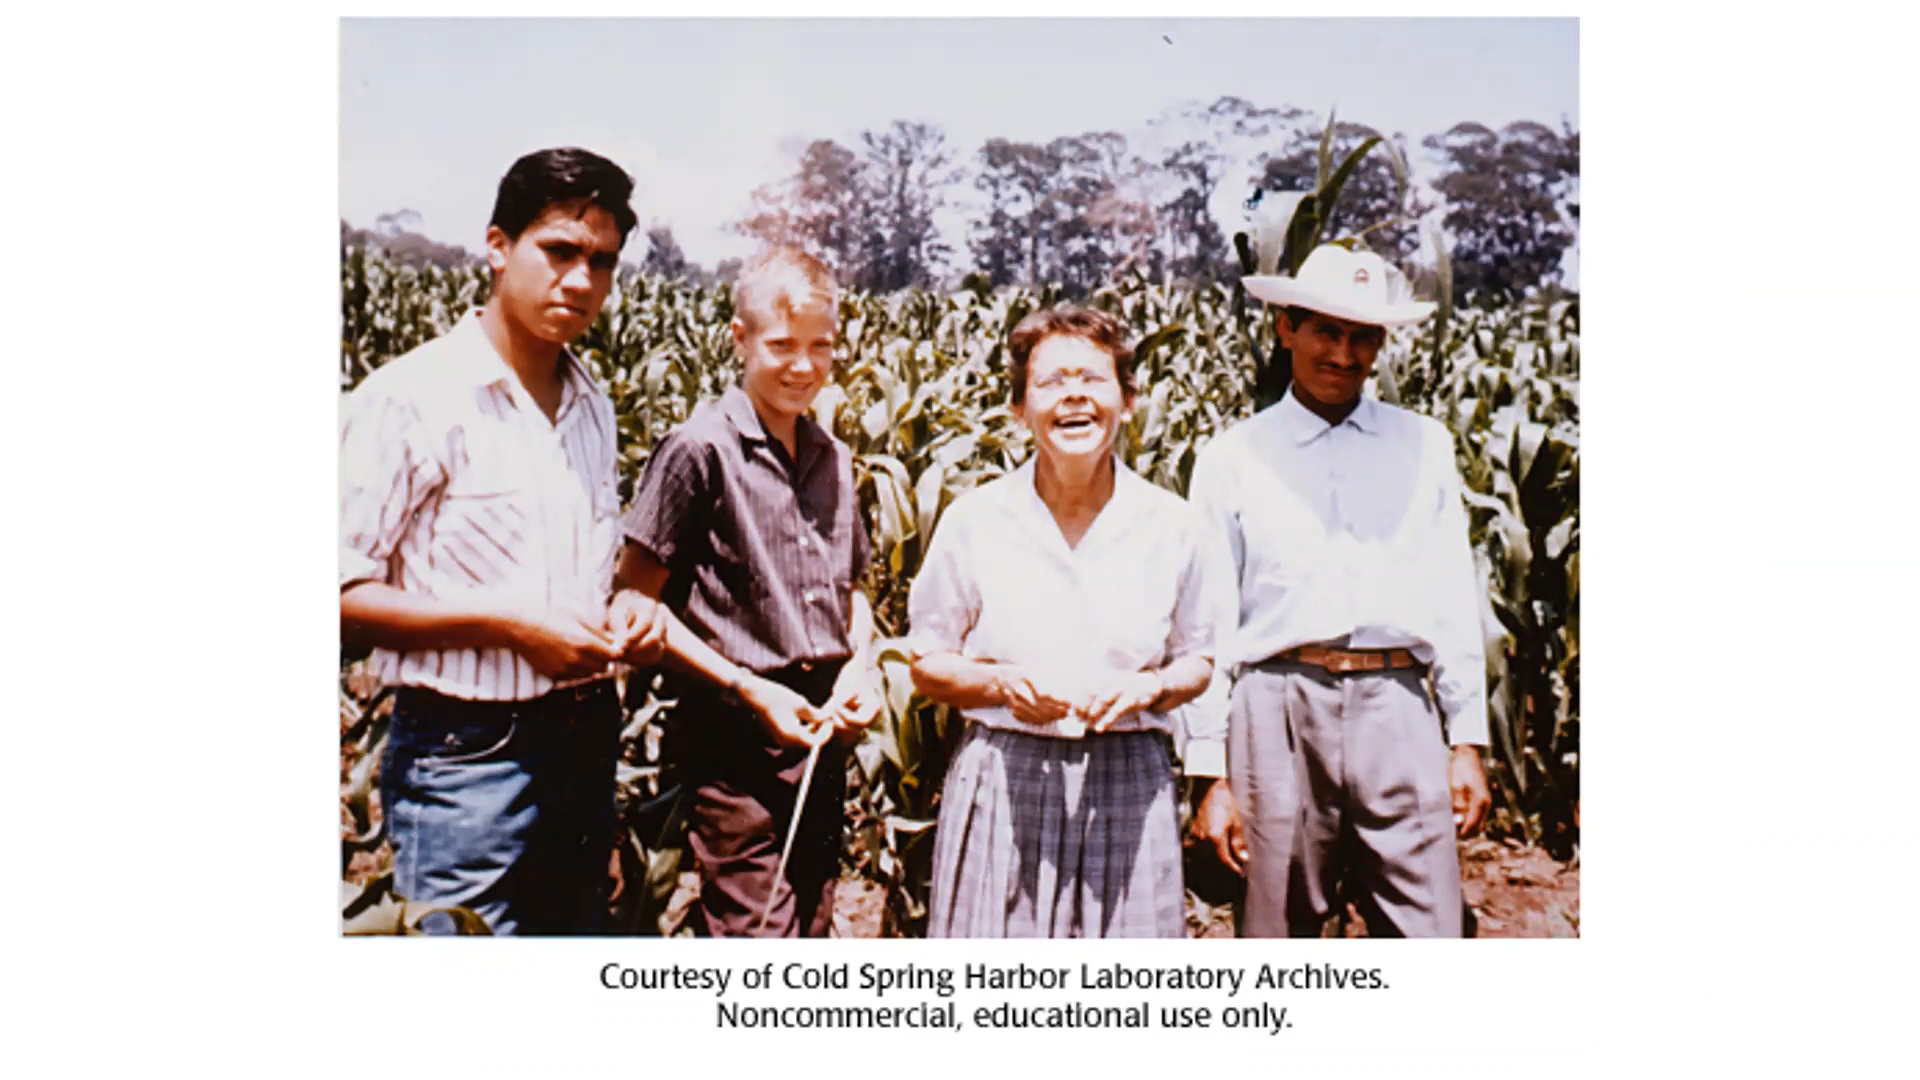 Courtesy of Cold Spring Harbor Laboratory Archives.
Noncommercial, educational use only.